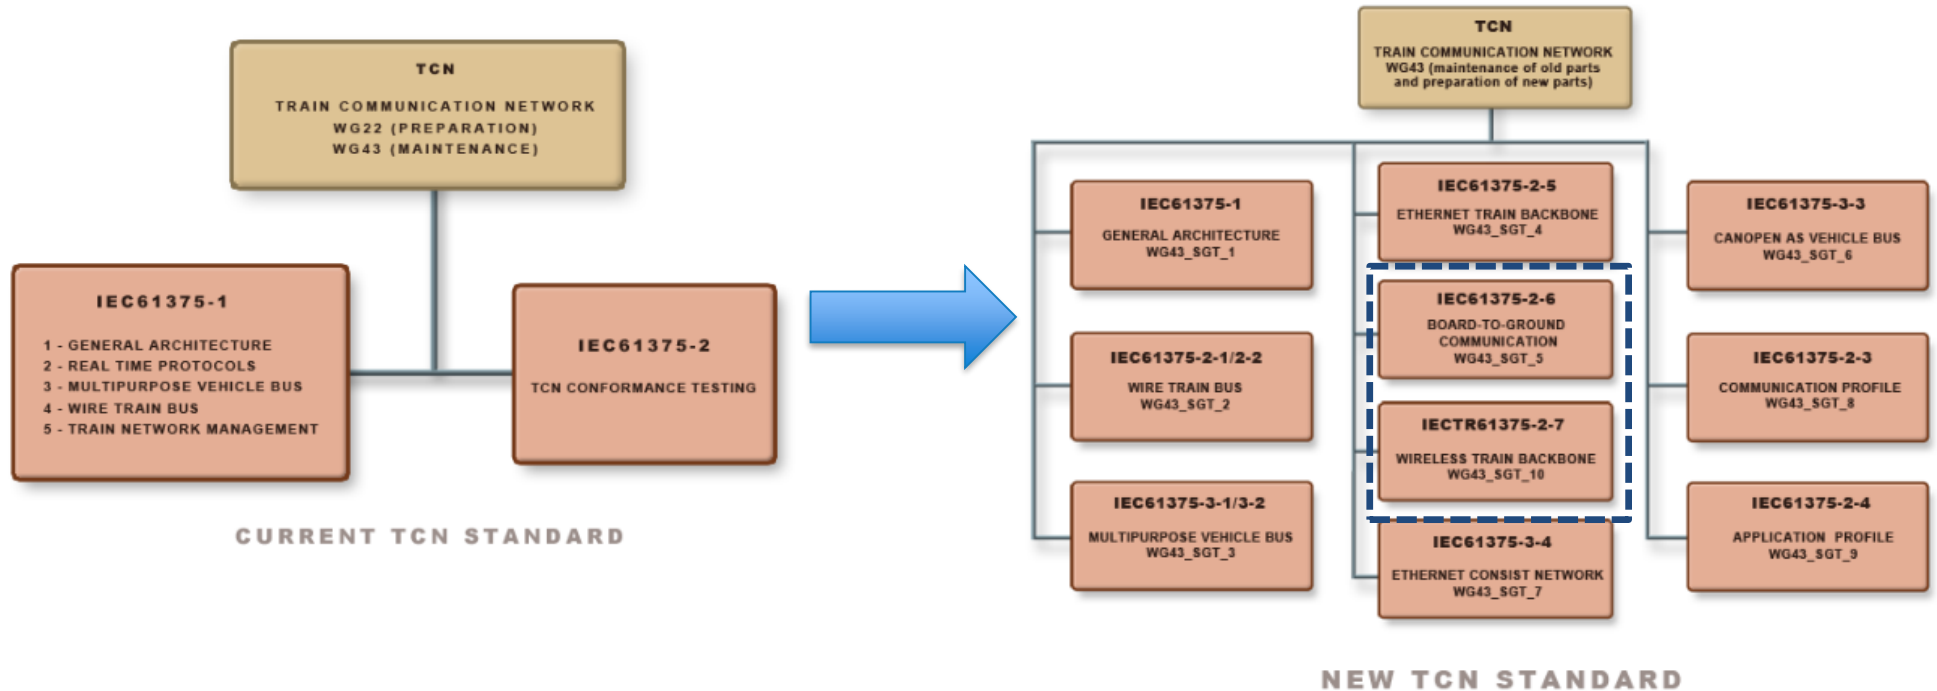 TCN
TRAIN COMMUNICATION NETWORK
WG22 (PREPARATION)
WG43 (MAINTENANCE)
IEC61375-1
1 - GENERAL ARCHITECTURE
2 - REAL TIME PROTOCOLS
3 - MULTIPURPOSE VEHICLE BUS
4 - WIRE TRAIN BUS
5 - TRAIN NETWORK MANAGEMENT
IEC61375-2
TCN CONFORMANCE TESTING
CURRENT TCN STANDARD
TCN
TRAIN COMMUNICATION NETWORK
WG43 (maintenance of old parts
and preparation of new parts)
IEC61375-1
GENERAL ARCHITECTURE
WG43_SGT_1
IEC61375-2-1/2-2
WIRE TRAIN BUS
WG43_SGT_2
IEC61375-3-1/3-2
MULTIPURPOSE VEHICLE BUS
WG43_SGT_3
IEC61375-2-5
ETHERNET TRAIN BACKBONE
WG43_SGT_4
IEC61375-2-6
BOARD-TO-GROUND
COMMUNICATION
WG43_SGT_5
IECTR61375-2-7
WIRELESS TRAIN BACKBONE
WG43_SGT_10
IEC61375-3-4
ETHERNET CONSIST NETWORK
WG43_SGT_7
IEC61375-3-3
CANOPEN AS VEHICLE BUS
WG43_SGT_6
IEC61375-2-3
COMMUNICATION PROFILE
WG43_SGT_8
IEC61375-2-4
APPLICATION PROFILE
WG43_SGT_9
NEW TCN STANDARD